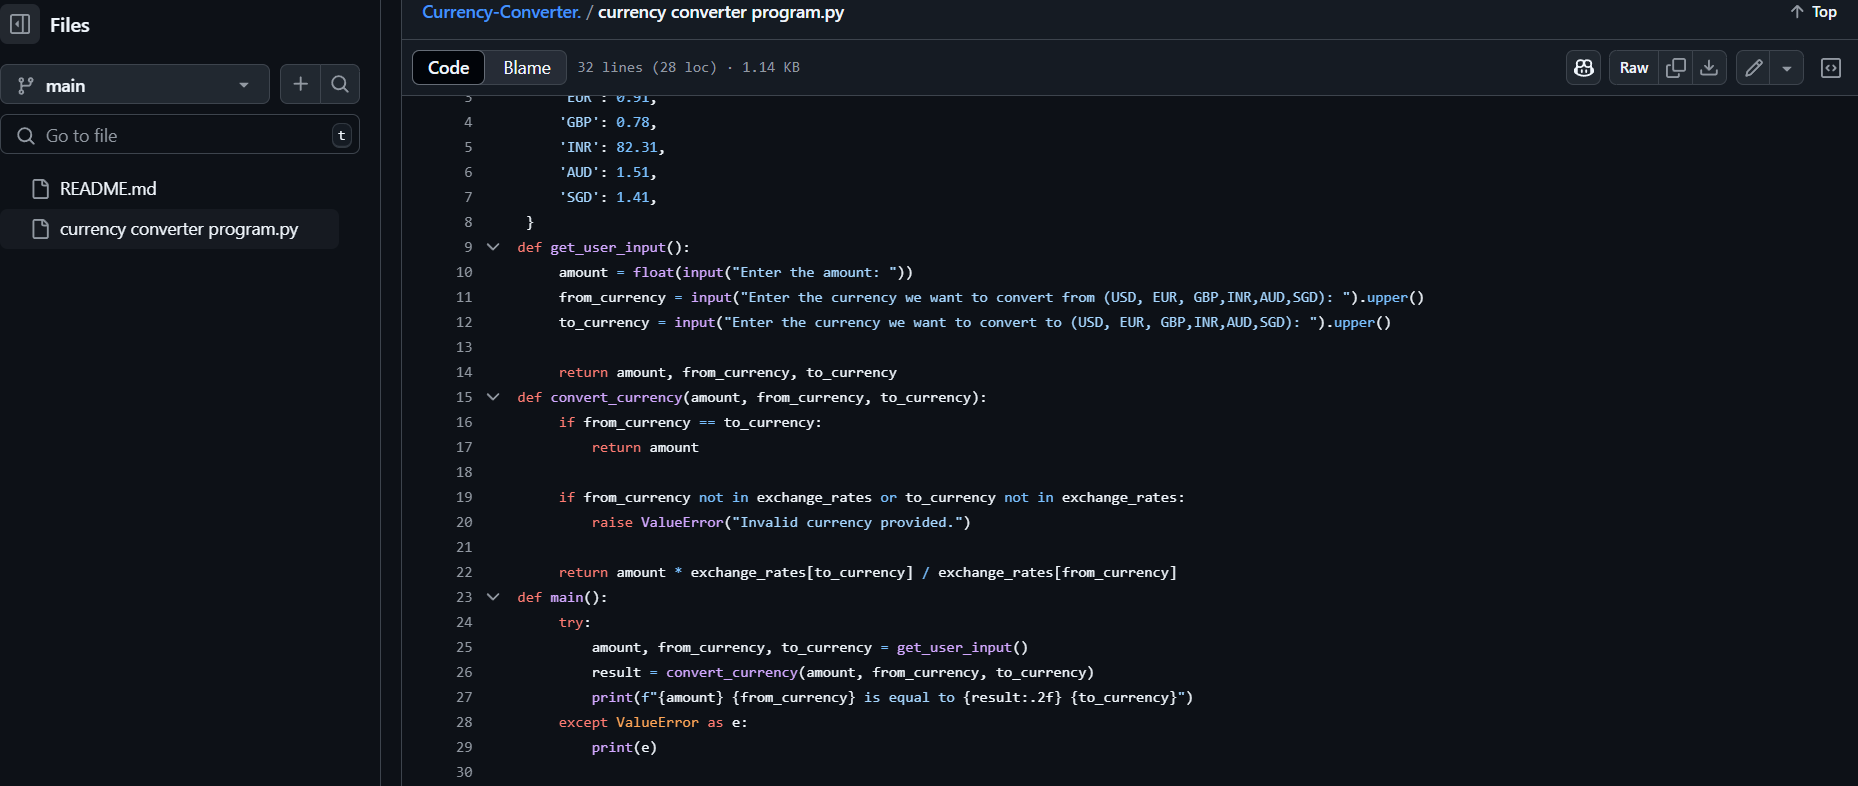 Files
main
Go to file
t
README.md
currency converter program.py
Currency-Converter. / currency converter program.py
Top
Code Blame 32 lines (28 loc) · 1.14 KB
Raw
3 'EUR': 0.91,
4 'GBP': 0.78,
5 'INR': 82.31,
6 'AUD': 1.51,
7 'SGD': 1.41,
8 }
9 def get_user_input():
10 amount = float(input("Enter the amount: "))
11 from_currency = input("Enter the currency we want to convert from (USD, EUR, GBP,INR,AUD,SGD): ").upper()
12 to_currency = input("Enter the currency we want to convert to (USD, EUR, GBP,INR,AUD,SGD): ").upper()
13
14 return amount, from_currency, to_currency
15 def convert_currency(amount, from_currency, to_currency):
16 if from_currency == to_currency:
17 return amount
18
19 if from_currency not in exchange_rates or to_currency not in exchange_rates:
20 raise ValueError("Invalid currency provided.")
21
22 return amount * exchange_rates[to_currency] / exchange_rates[from_currency]
23 def main():
24 try:
25 amount, from_currency, to_currency = get_user_input()
26 result = convert_currency(amount, from_currency, to_currency)
27 print(f"{amount} {from_currency} is equal to {result:.2f} {to_currency}")
28 except ValueError as e:
29 print(e)
30